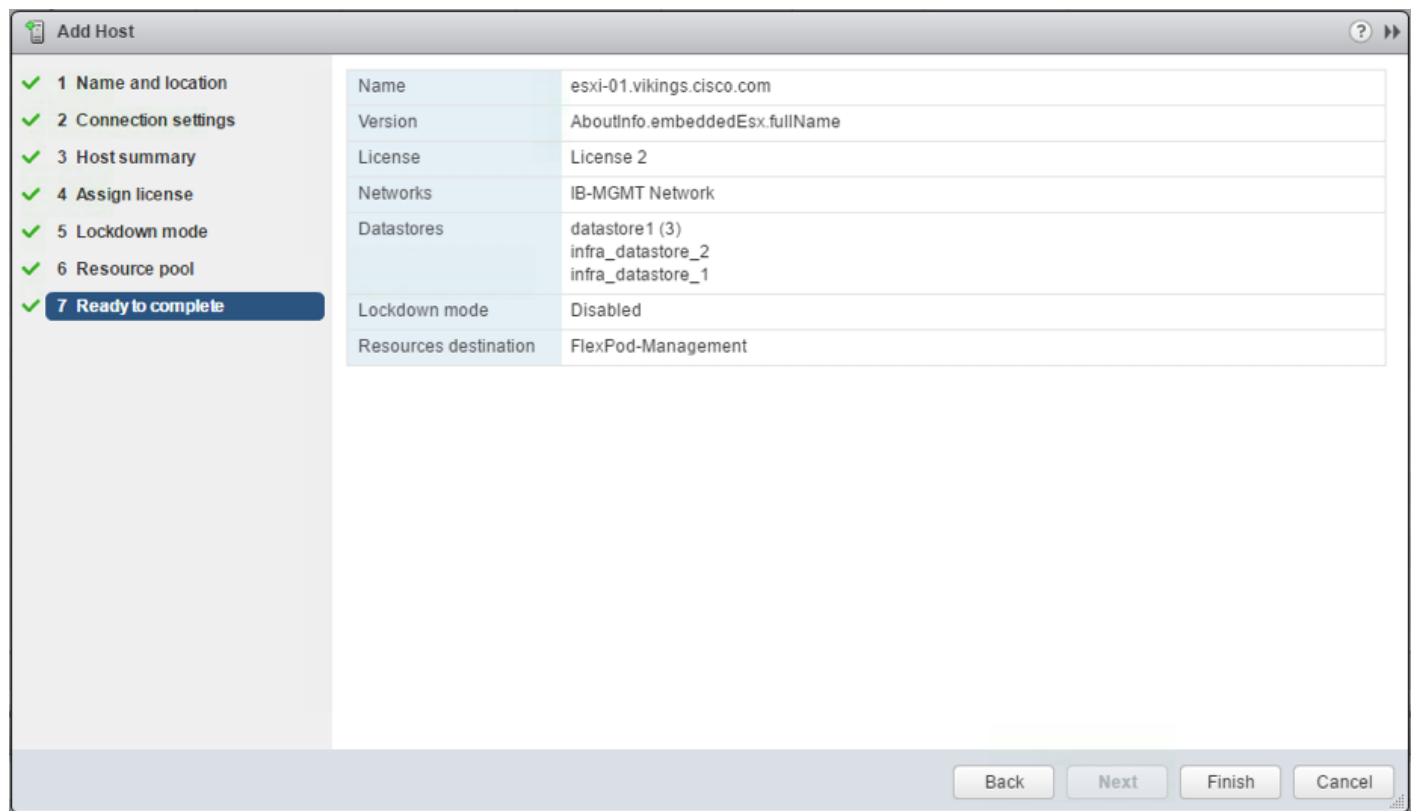 Add Host
?
1 Name and location
2 Connection settings
3 Host summary
4 Assign license
5 Lockdown mode
6 Resource pool
7 Ready to complete
Name esxi-01.vikings.cisco.com
Version AboutInfo.embeddedEsx.fullName
License License 2
Networks IB-MGMT Network
Datastores datastore1 (3)
infra_datastore_2
infra_datastore_1
Lockdown mode Disabled
Resources destination FlexPod-Management
Back Next Finish Cancel